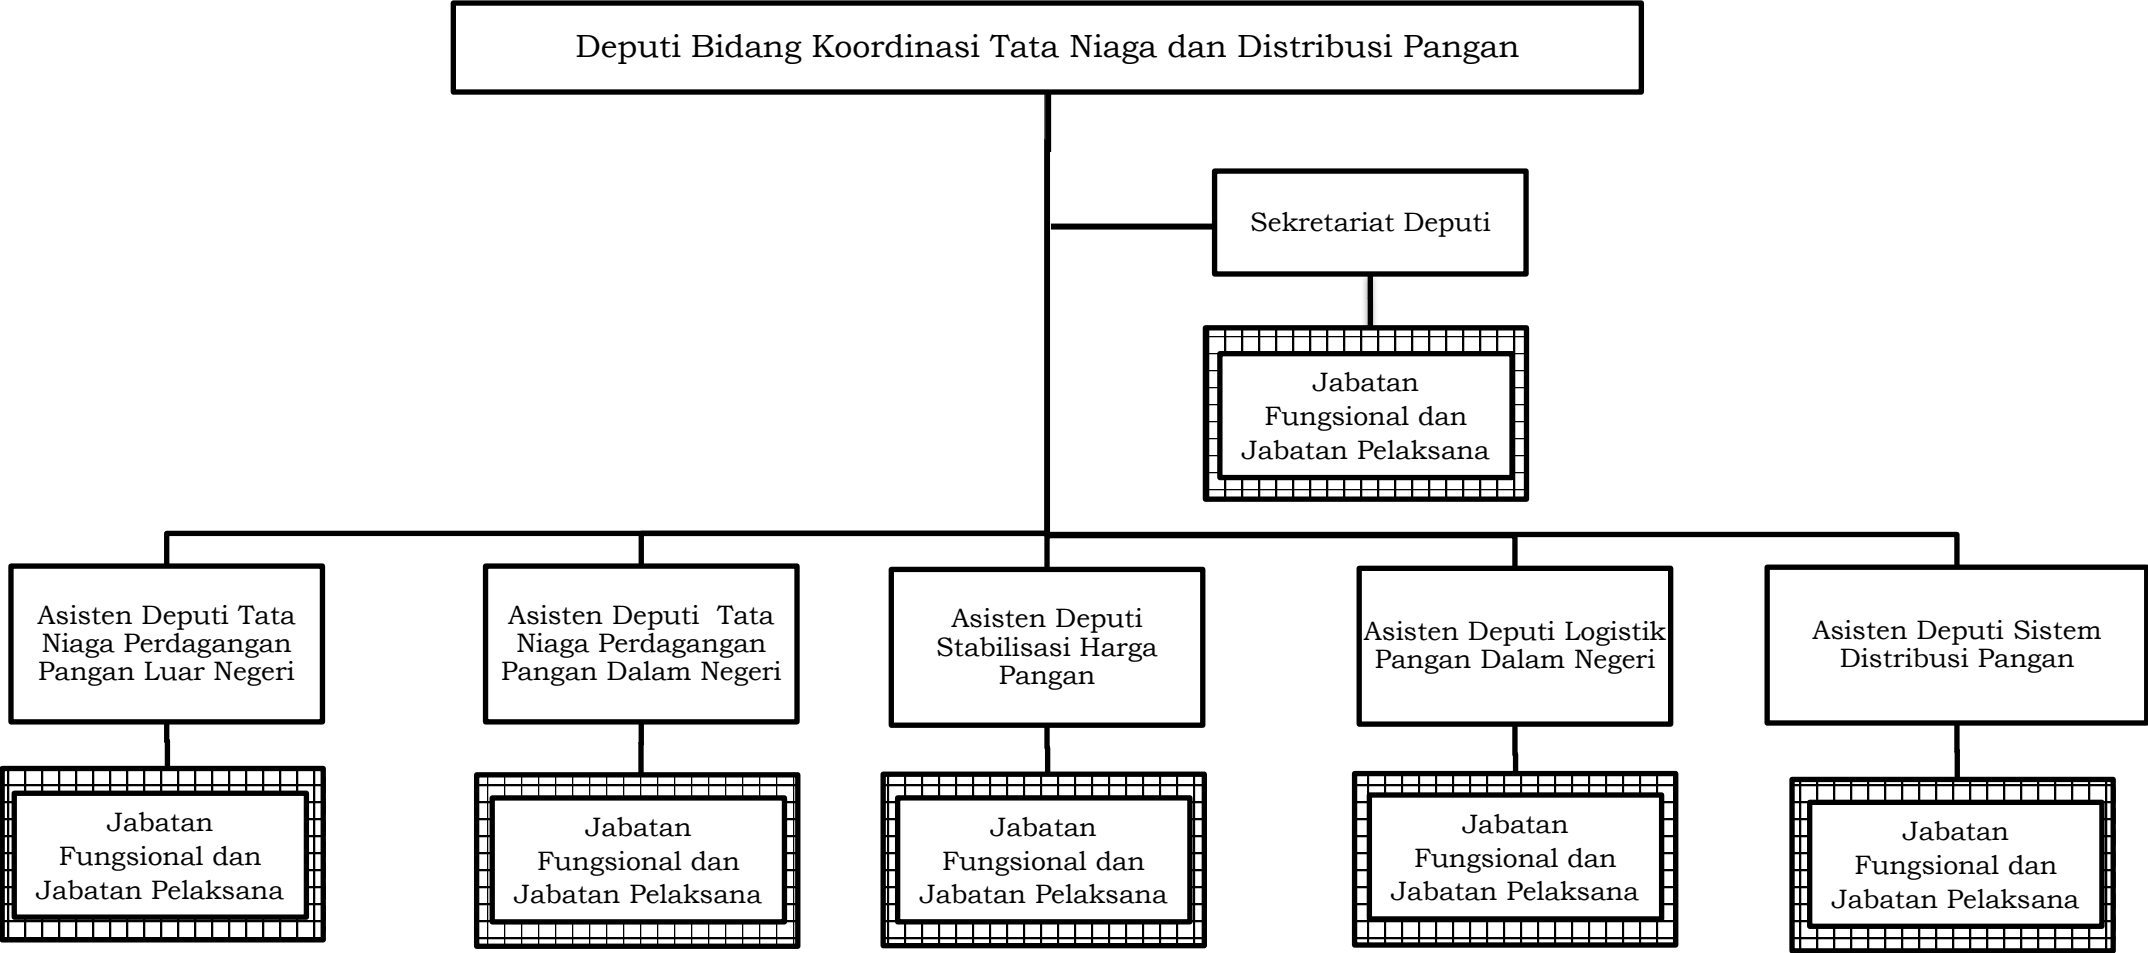 Deputi Bidang Koordinasi Tata Niaga dan Distribusi Pangan
Sekretariat Deputi
Jabatan
Fungsional dan
Jabatan Pelaksana
Asisten Deputi Tata
Niaga Perdagangan
Pangan Luar Negeri
Asisten Deputi  Tata
Niaga Perdagangan
Pangan Dalam Negeri
Asisten Deputi
Stabilisasi Harga
Pangan
Asisten Deputi Logistik
Pangan Dalam Negeri
Asisten Deputi Sistem
Distribusi Pangan
Jabatan
Fungsional dan
Jabatan Pelaksana
Jabatan
Fungsional dan
Jabatan Pelaksana
Jabatan
Fungsional dan
Jabatan Pelaksana
Jabatan
Fungsional dan
Jabatan Pelaksana
Jabatan
Fungsional dan
Jabatan Pelaksana